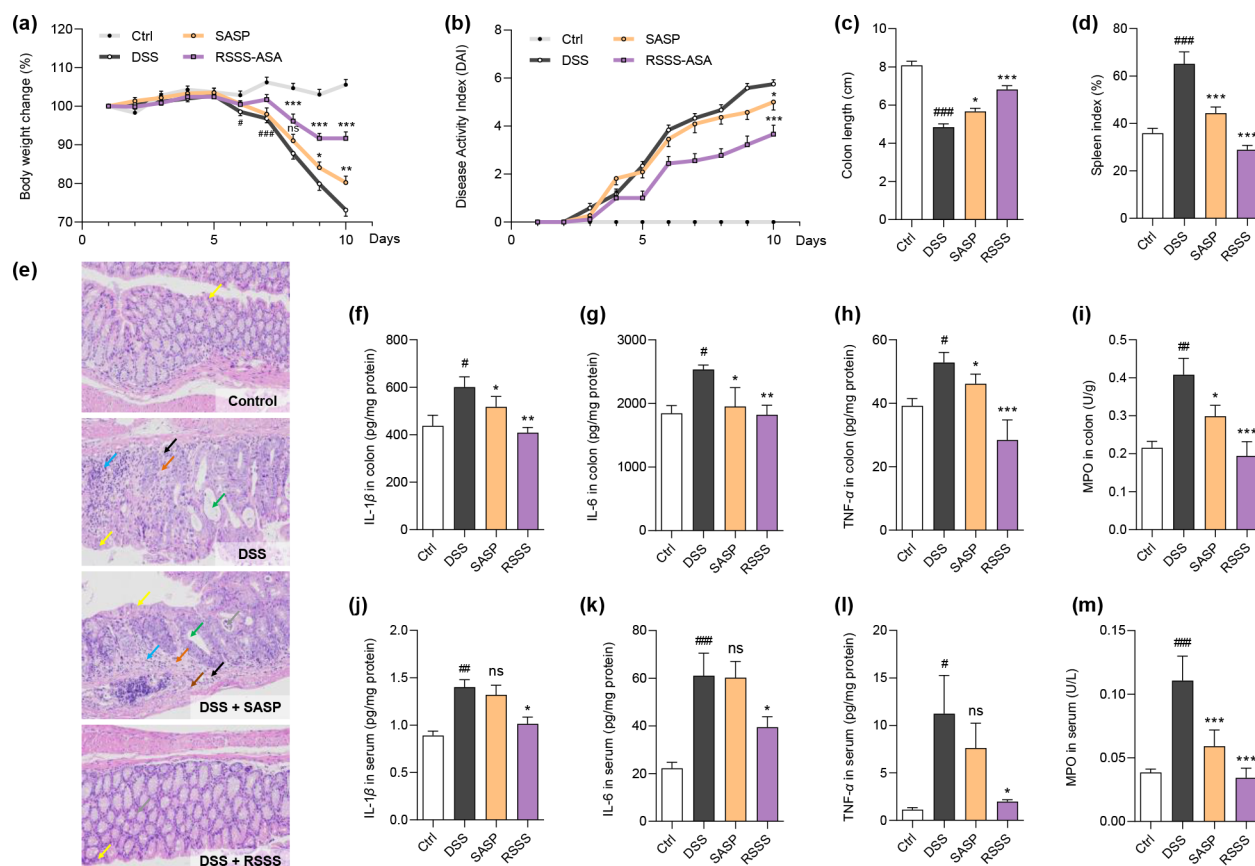 (a)
Ctrl
SASP
DSS
RSSS-ASA
Body weight change (%)
120
110
100
90
80
70
0
5
10
Days
***
***
***
ns
#
###
*
**
(b)
Ctrl
SASP
DSS
RSSS-ASA
Disease Activity Index (DAI)
8
6
4
2
0
0
5
10
Days
*
***
(c)
Colon length (cm)
10
8
6
4
2
0
###
*
***
Ctrl
DSS
SASP
RSSS
(d)
Spleen index (%)
80
60
40
20
0
###
***
***
Ctrl
DSS
SASP
RSSS
(e)
Control
DSS
DSS + SASP
DSS + RSSS
(f)
IL-1β in colon (pg/mg protein)
800
600
400
200
0
#
*
**
Ctrl
DSS
SASP
RSSS
(g)
IL-6 in colon (pg/mg protein)
3000
2000
1000
0
#
*
**
Ctrl
DSS
SASP
RSSS
(h)
TNF-α in colon (pg/mg protein)
60
40
20
0
#
*
***
Ctrl
DSS
SASP
RSSS
(i)
MPO in colon (U/g)
0.5
0.4
0.3
0.2
0.1
0.0
##
*
***
Ctrl
DSS
SASP
RSSS
(j)
IL-1β in serum (pg/mg protein)
2.0
1.5
1.0
0.5
0.0
##
ns
*
Ctrl
DSS
SASP
RSSS
(k)
IL-6 in serum (pg/mg protein)
80
60
40
20
0
###
ns
*
Ctrl
DSS
SASP
RSSS
(l)
TNF-α in serum (pg/mg protein)
20
15
10
5
0
#
ns
*
Ctrl
DSS
SASP
RSSS
(m)
MPO in serum (U/L)
0.15
0.10
0.05
0.00
###
***
***
Ctrl
DSS
SASP
RSSS